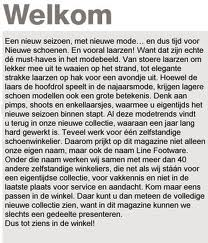 Welkom
Een nieuw seizoen, met nieuwe mode… en dus tijd voor
Nieuwe schoenen. En vooral laarzen! Want dat zijn echte
dé must-haves in het modebeeld. Van stoere laarzen om
lekker mee uit te waaien op het strand, tot elegante
strakke laarzen op hak voor een avondje uit. Hoewel de
laars de hoofdrol speelt in de najaarsmode, krijgen lagere
schoen modellen ook een grote betekenis. Denk aan
pimps, shoots en enkellaarsjes, waarmee u eigentijds het
nieuwe seizoen binnen stapt. Al deze modetrends vindt
u terug in onze nieuwe collectie, waaraan een jaar lang
hard gewerkt is. Teveel werk voor één zelfstandige
schoenwinkelier. Daarom prijkt op dit magazine niet alleen
onze eigen naam, maar ook de naam Line Footware.
Onder die naam werken wij samen met meer dan 40
andere zelfstandige winkeliers, die net als wij stáán voor
een eigentijdse collectie, voor vakkennis en niet in de
laatste plaats voor service en aandacht. Kom maar eens
passen in de winkel. Daar kunt u dan meteen de volledige
nieuwe collectie zien, want in dit magazine kunnen we
slechts een gedeelte presenteren.
Dus tot ziens in de winkel!